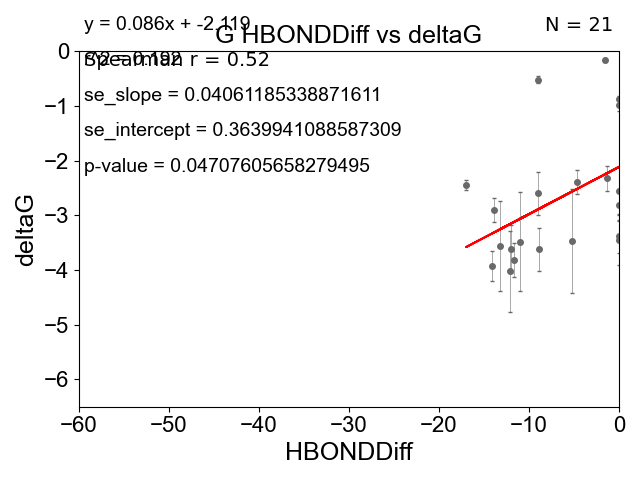 y = 0.086x + -2.119
N = 21
G HBONDDiff vs deltaG
Spearman r = 0.52
se_slope = 0.04061185338871611
se_intercept = 0.3639941088587309
p-value = 0.04707605658279495
deltaG
0
−1
−2
−3
−4
−5
−6
−60
−50
−40
−30
−20
−10
0
HBONDDiff